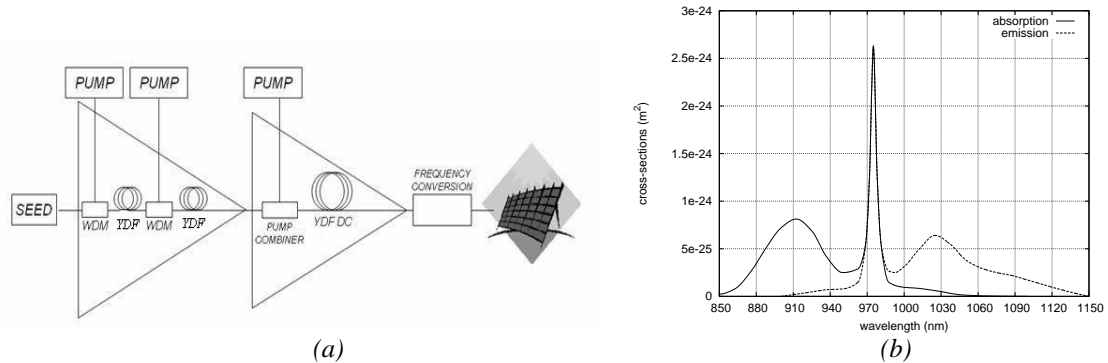 PUMP PUMP PUMP
FREQUENCY
CONVERSION
SEED
WDM YDF WDM YDF
PUMP
COMBINER
YDF DC
(a)
3e-24
2.5e-24
2e-24
1.5e-24
1e-24
5e-25
0
cross-sections (m²)
absorption
emission
850 880 910 940 970 1000 1030 1060 1090 1120 1150
wavelength (nm)
(b)